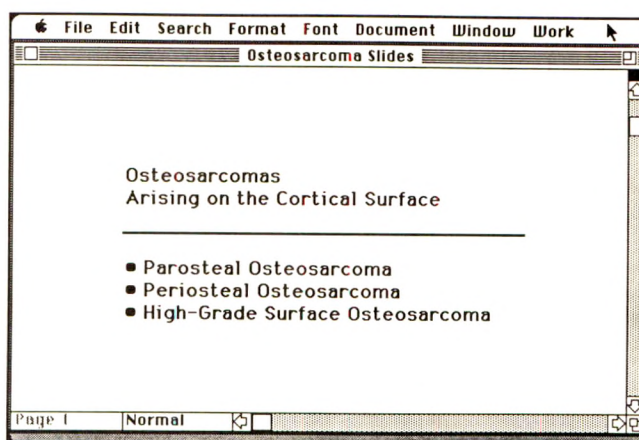 File Edit Search Format Font Document Window Work
Osteosarcoma Slides
Osteosarcomas
Arising on the Cortical Surface
• Parosteal Osteosarcoma
• Periosteal Osteosarcoma
• High-Grade Surface Osteosarcoma
Page 1 Normal